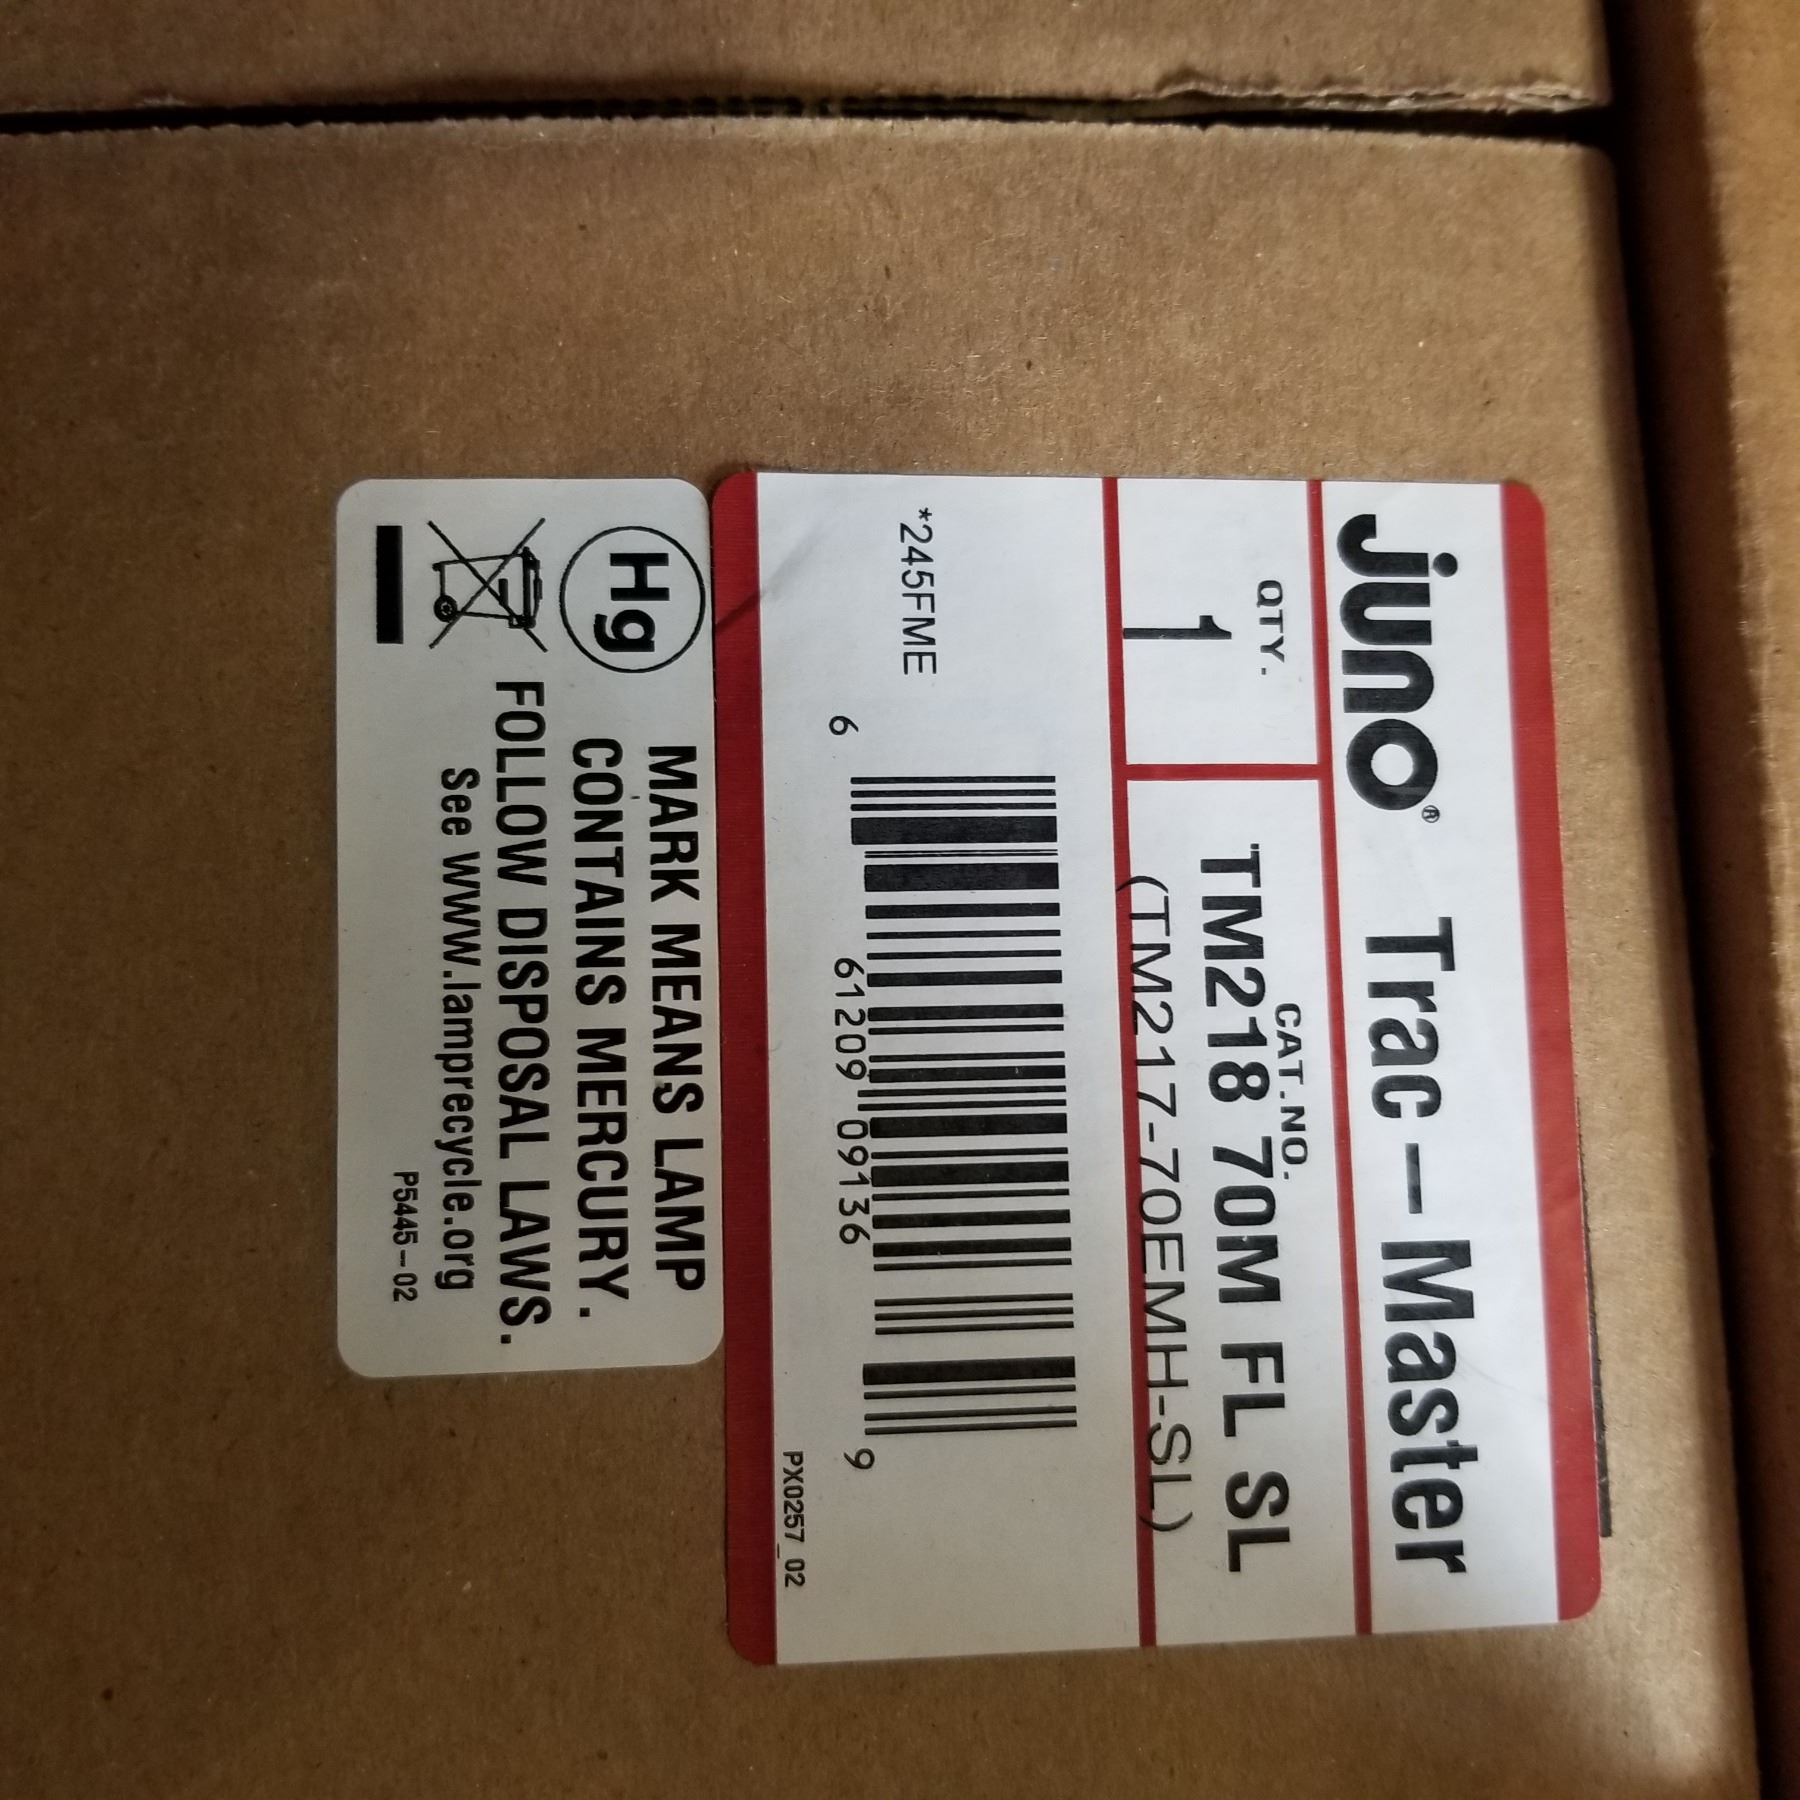 juno® Trac-Master
QTY.
1
CAT.NO.
TM218 70M FL SL
(TM217-70EMH-SL)
*245FME
6 61209 09136 9
PX0257_02
Hg
MARK MEANS LAMP
CONTAINS MERCURY.
FOLLOW DISPOSAL LAWS.
See www.lamprecycle.org
P5445-02